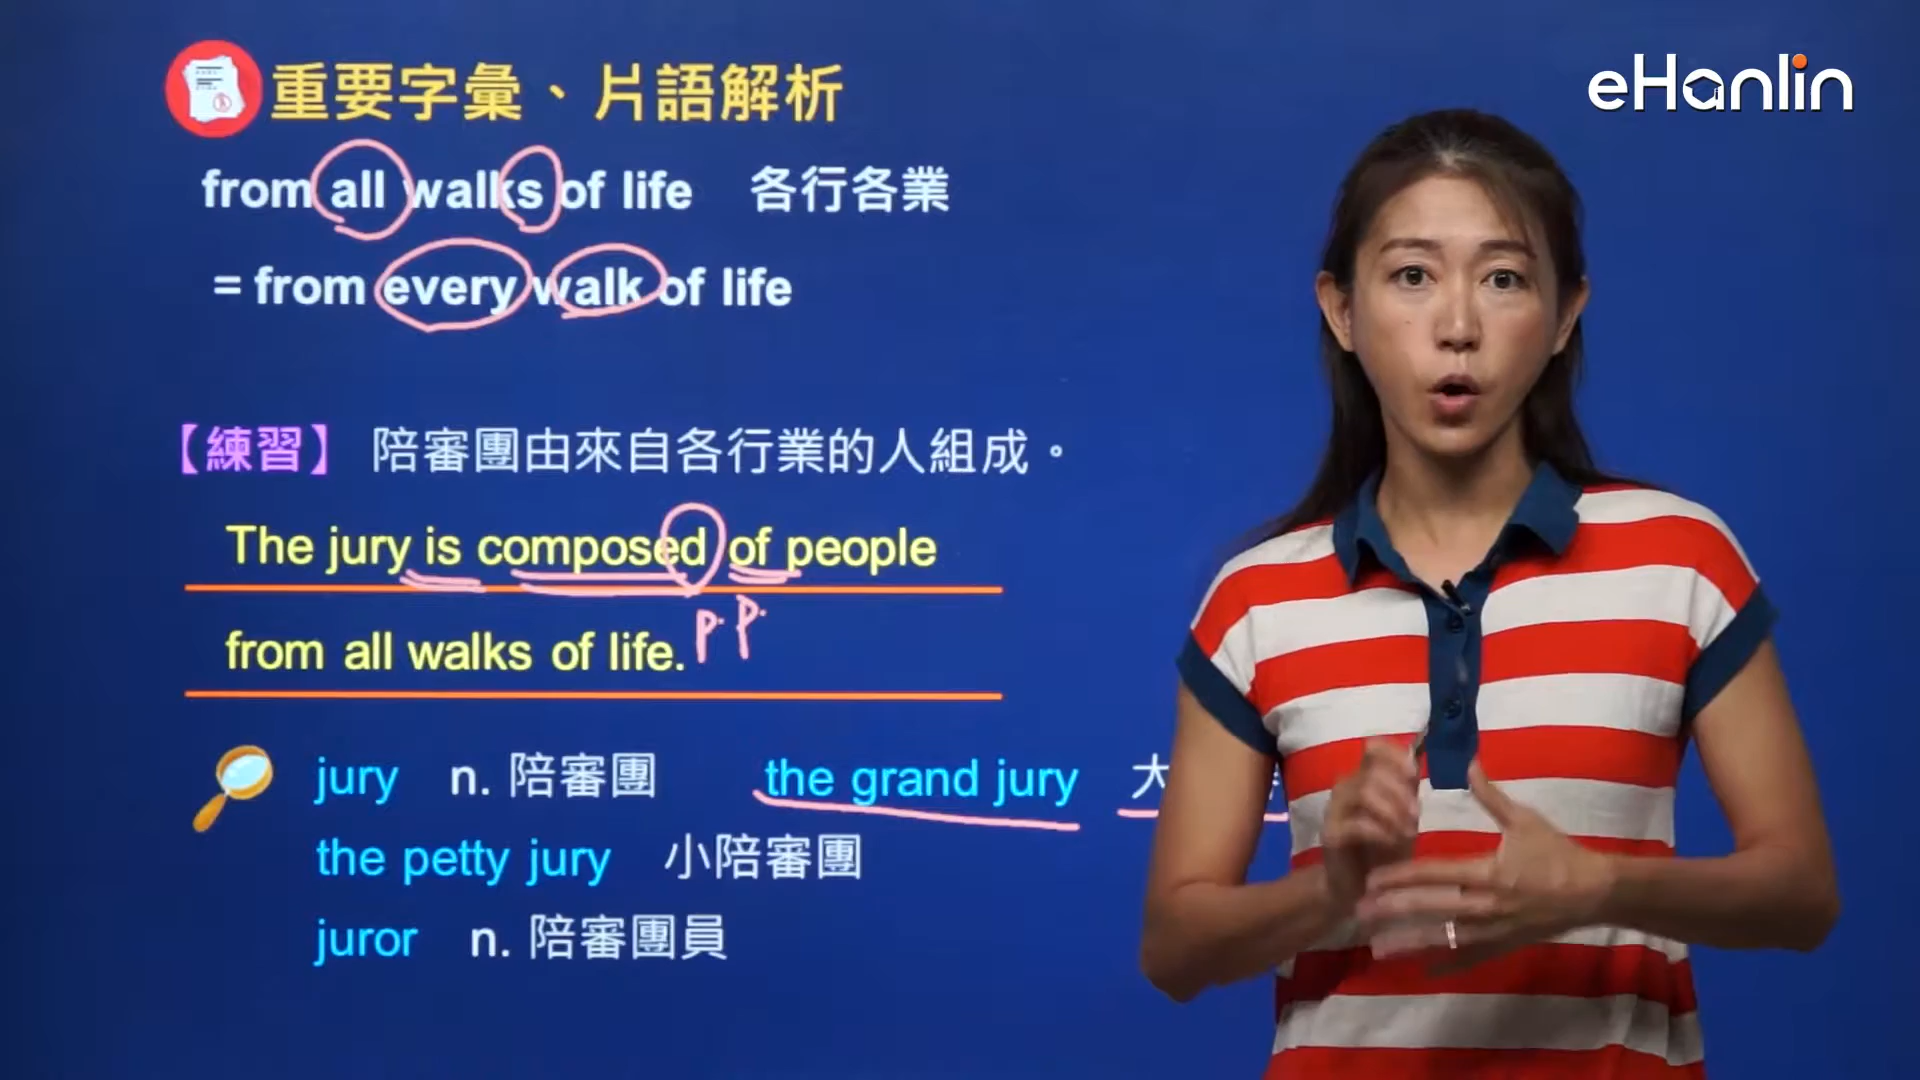 eHanlin
重要字彙、片語解析
from all walks of life 各行各業
= from every walk of life
【練習】 陪審團由來自各行業的人組成。
The jury is composed of people
p.p.
from all walks of life.
jury n. 陪審團 the grand jury 大
the petty jury 小陪審團
juror n. 陪審團員